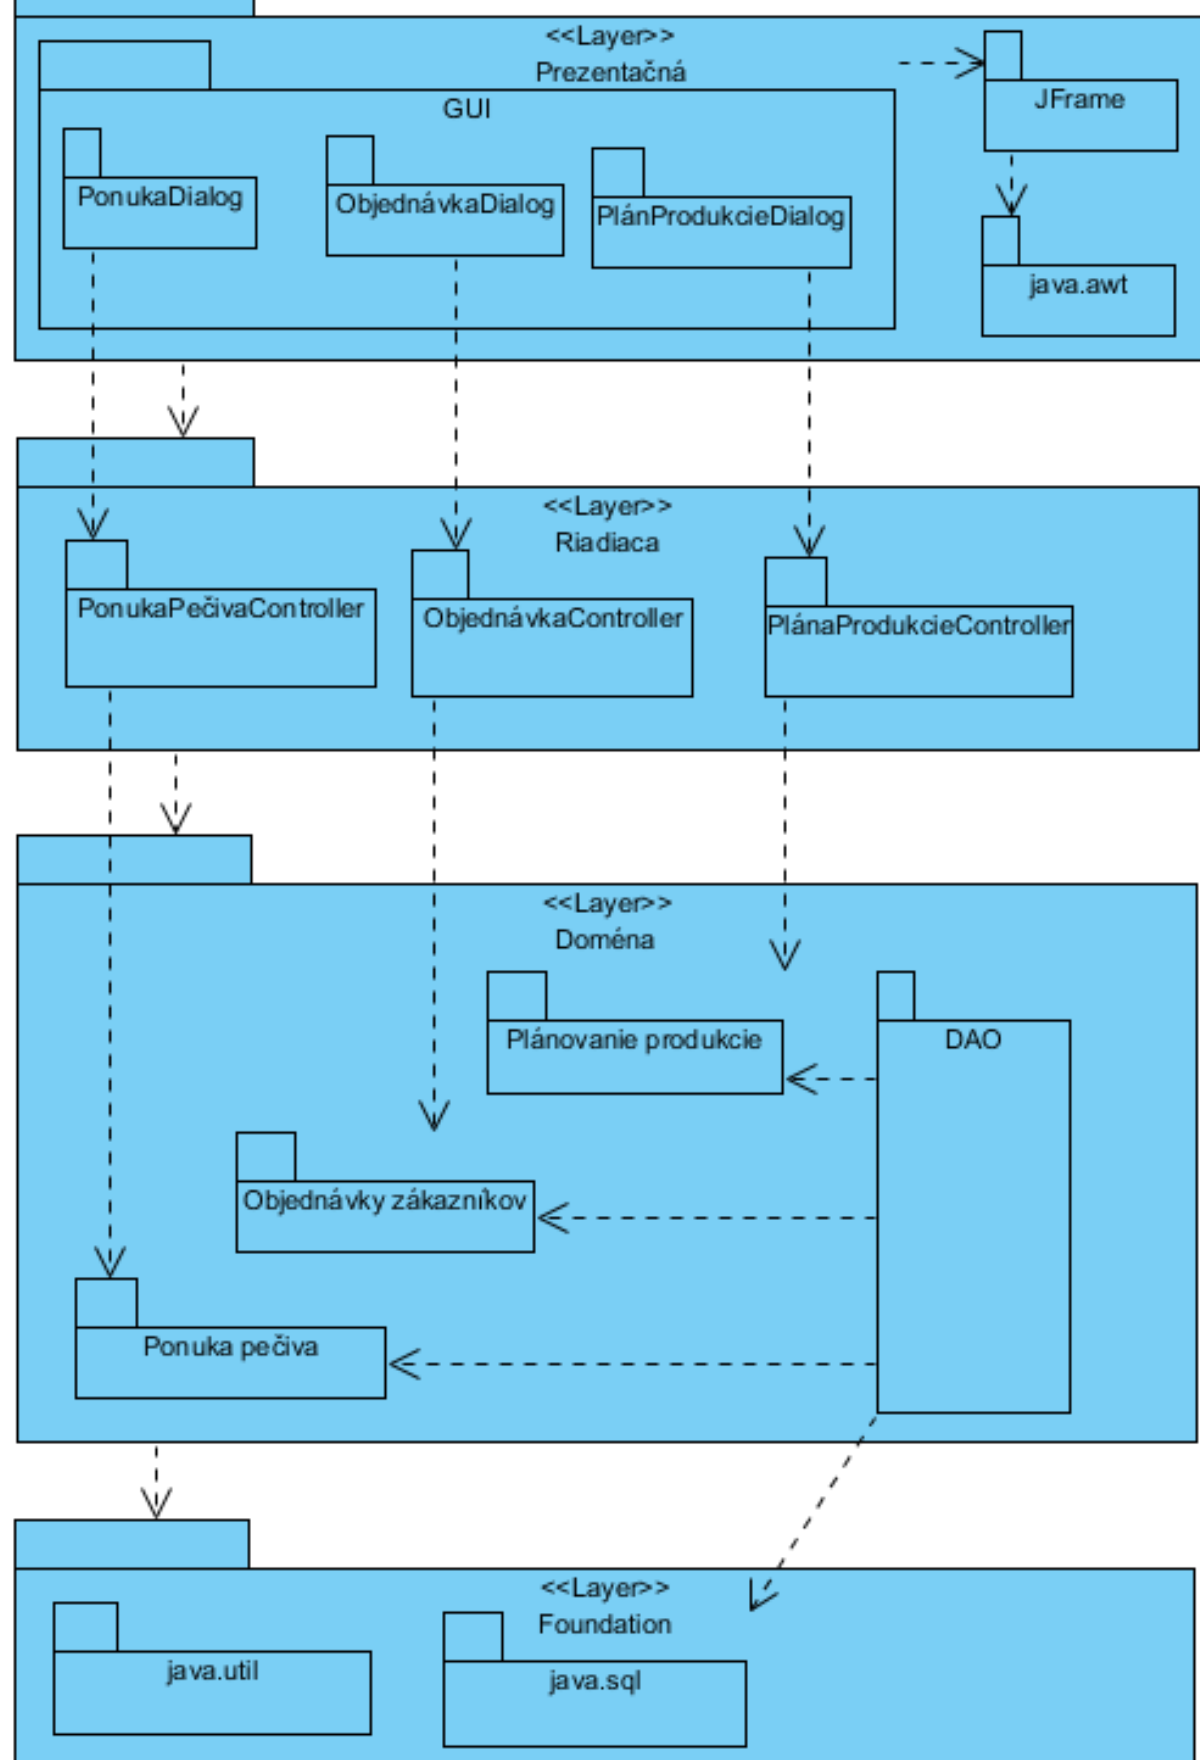 <<Layer>>
Prezentačná
JFrame
GUI
PonukaDialog
ObjednávkaDialog
PlánProdukcieDialog
java.awt
<<Layer>>
Riadiaca
PonukaPečivaController
ObjednávkaController
PlánaProdukcieController
<<Layer>>
Doména
Plánovanie produkcie
DAO
Objednávky zákazníkov
Ponuka pečiva
<<Layer>>
Foundation
java.util
java.sql